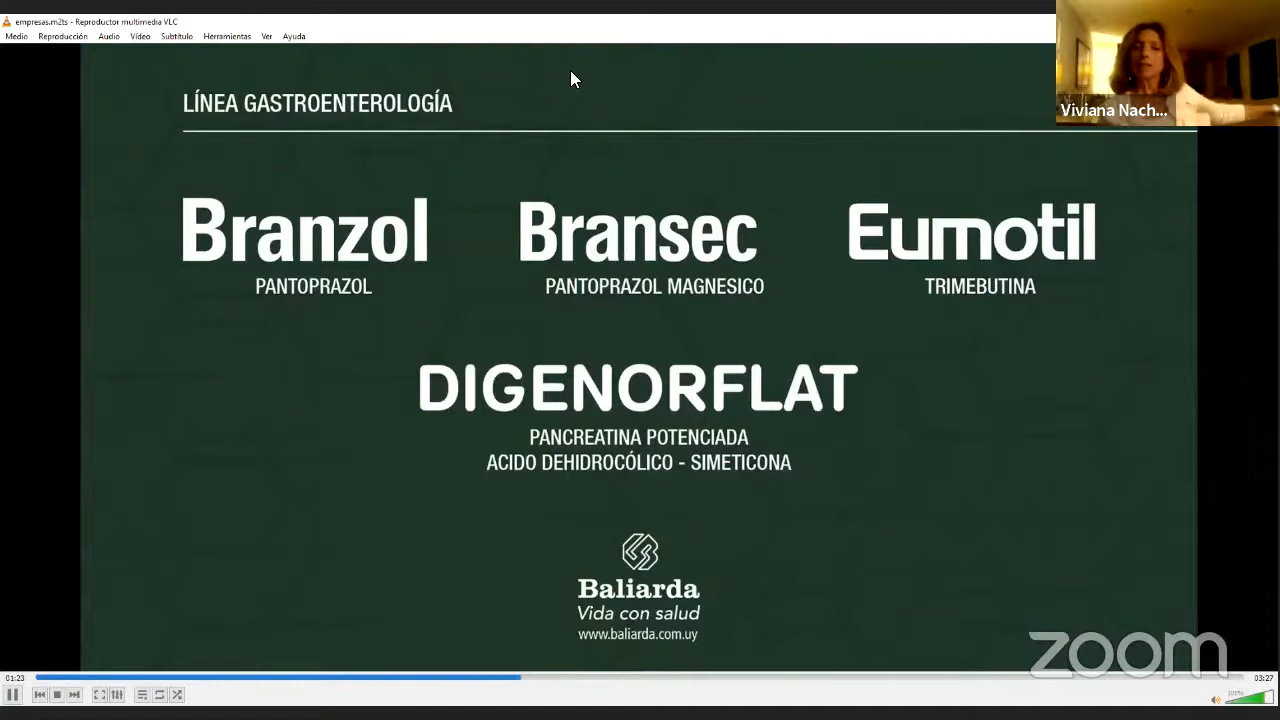 empresas.m2ts - Reproductor multimedia VLC
Medio Reproducción Audio Vídeo Subtítulo Herramientas Ver Ayuda
Viviana Nach...
LÍNEA GASTROENTEROLOGÍA
Branzol Bransec Eumotil
PANTOPRAZOL PANTOPRAZOL MAGNESICO TRIMEBUTINA
DIGENORFLAT
PANCREATINA POTENCIADA
ACIDO DEHIDROCÓLICO - SIMETICONA
Baliarda
Vida con salud
www.baliarda.com.uy
zoom
01:23 03:27
101%